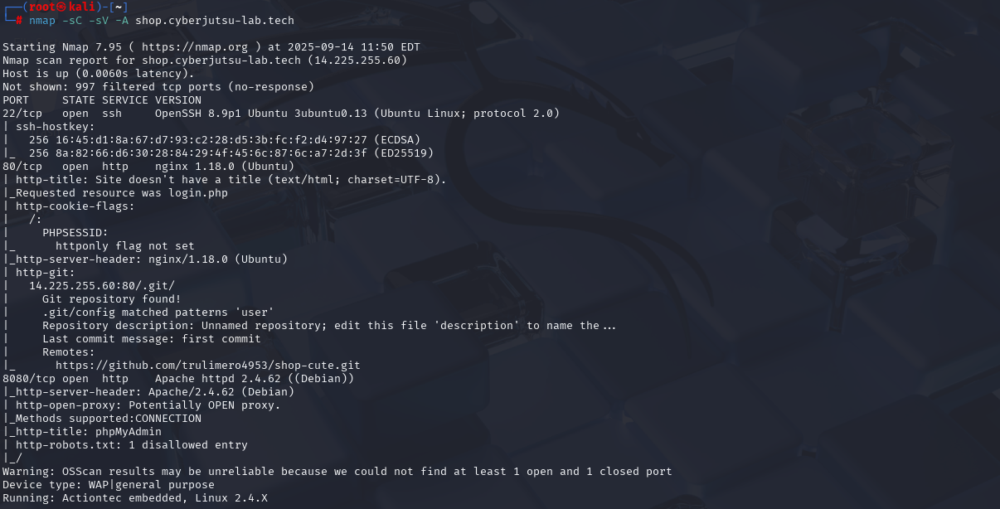 ┌──(root㉿kali)-[~]
└─# nmap -sC -sV -A shop.cyberjutsu-lab.tech
Starting Nmap 7.95 ( https://nmap.org ) at 2025-09-14 11:50 EDT
Nmap scan report for shop.cyberjutsu-lab.tech (14.225.255.60)
Host is up (0.0060s latency).
Not shown: 997 filtered tcp ports (no-response)
PORT     STATE SERVICE VERSION
22/tcp   open  ssh     OpenSSH 8.9p1 Ubuntu 3ubuntu0.13 (Ubuntu Linux; protocol 2.0)
| ssh-hostkey:
|   256 16:45:d1:8a:67:d7:93:c2:28:d5:3b:fc:f2:d4:97:27 (ECDSA)
|_  256 8a:82:66:d6:30:28:84:29:4f:45:6c:87:6c:a7:2d:3f (ED25519)
80/tcp   open  http    nginx 1.18.0 (Ubuntu)
| http-title: Site doesn't have a title (text/html; charset=UTF-8).
|_Requested resource was login.php
| http-cookie-flags:
|   /:
|     PHPSESSID:
|_      httponly flag not set
|_http-server-header: nginx/1.18.0 (Ubuntu)
| http-git:
|   14.225.255.60:80/.git/
|     Git repository found!
|     .git/config matched patterns 'user'
|     Repository description: Unnamed repository; edit this file 'description' to name the...
|     Last commit message: first commit
|     Remotes:
|_      https://github.com/trulimero4953/shop-cute.git
8080/tcp open  http    Apache httpd 2.4.62 ((Debian))
|_http-server-header: Apache/2.4.62 (Debian)
| http-open-proxy: Potentially OPEN proxy.
|_Methods supported:CONNECTION
|_http-title: phpMyAdmin
| http-robots.txt: 1 disallowed entry
|_/
Warning: OSScan results may be unreliable because we could not find at least 1 open and 1 closed port
Device type: WAP|general purpose
Running: Actiontec embedded, Linux 2.4.X